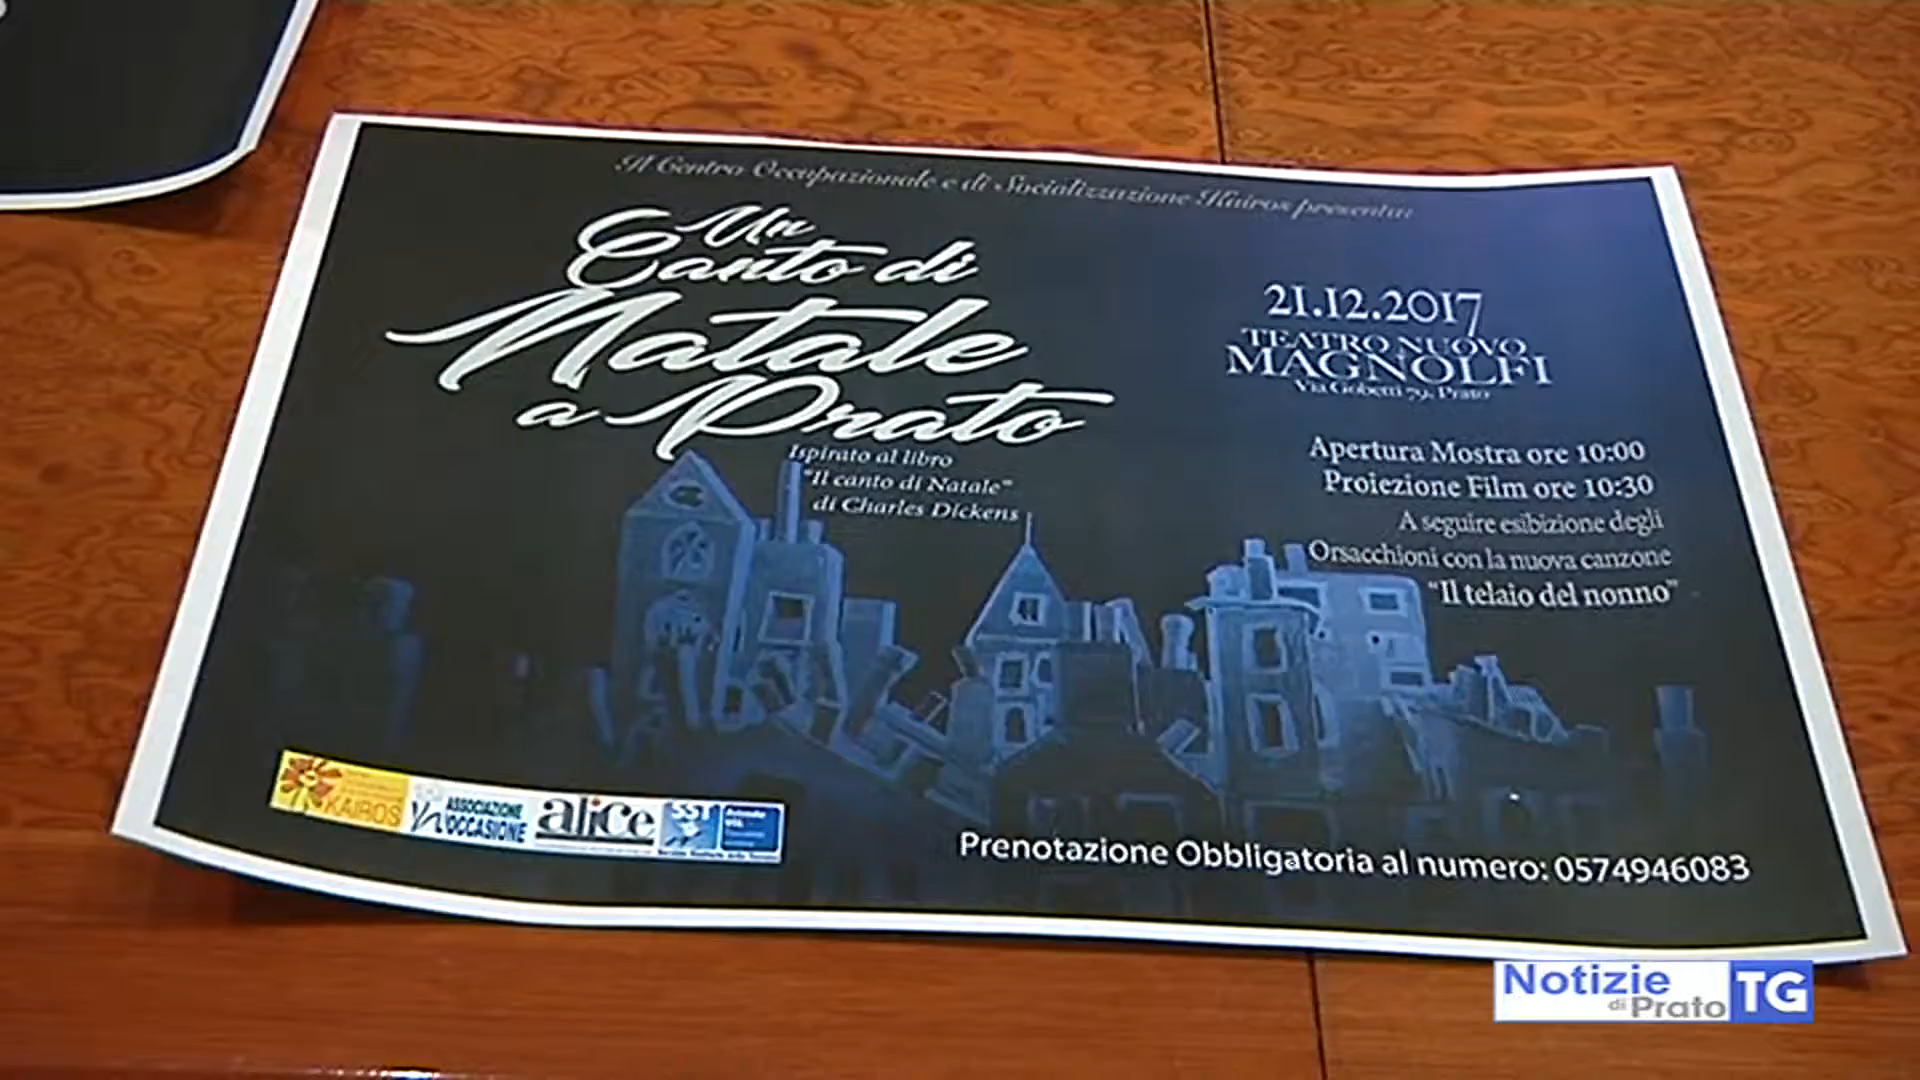 Il Centro Occupazionale e di Socializzazione Kairos presenta:
Un
Canto di
Natale
a Prato
Ispirato al libro
"Il canto di Natale"
di Charles Dickens
21.12.2017
TEATRO NUOVO
MAGNOLFI
Via Gobetti 79, Prato
Apertura Mostra ore 10:00
Proiezione Film ore 10:30
A seguire esibizione degli
Orsacchioni con la nuova canzone
"Il telaio del nonno"
KAIROS
ASSOCIAZIONE
L'OCCASIONE
alice
SST
Prenotazione Obbligatoria al numero: 0574946083
Notizie
di Prato TG